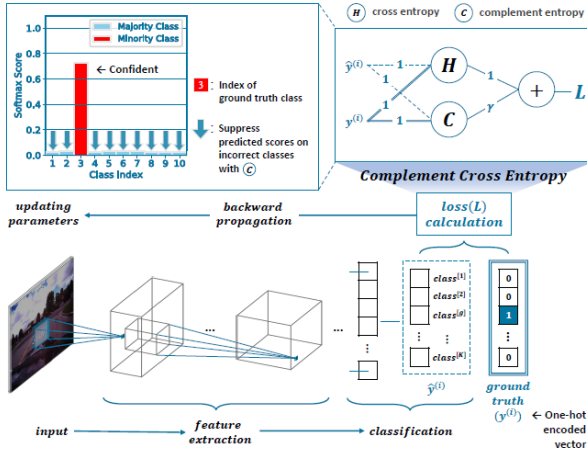 H cross entropy C complement entropy
Majority Class
Minority Class
1.0
0.8
0.6
0.4
0.2
0.0
Softmax Score
← Confident
1 2 3 4 5 6 7 8 9 10
Class Index
3 : Index of
ground truth class
: Suppress
predicted scores on
incorrect classes
with C
ŷ⁽ⁱ⁾ 1 H 1
1 + L
y⁽ⁱ⁾ 1 C γ
1
Complement Cross Entropy
updating
parameters
backward
propagation
loss(L)
calculation
class[1]
class[2]
class[g]
⋮
class[K]
ŷ⁽ⁱ⁾
0
0
1
⋮
0
ground
truth
(y⁽ⁱ⁾)
← One-hot
encoded
vector
... ... ⋮
input
feature
extraction
classification